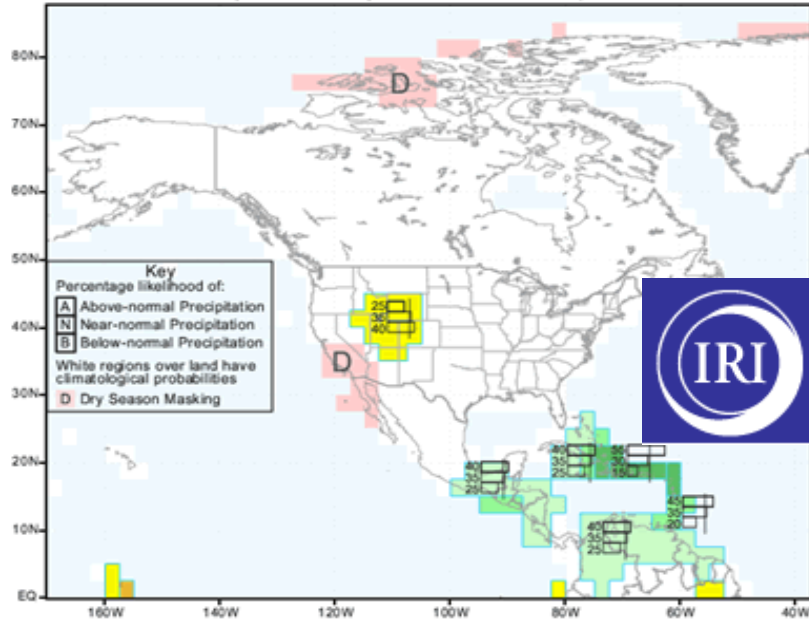 80N
D
70N
60N
50N
Key
Percentage likelihood of:
A Above-normal Precipitation
N Near-normal Precipitation
B Below-normal Precipitation
White regions over land have
climatological probabilities
D Dry Season Masking
25
35
40
40N
IRI
D
30N
20N
40
35
25
40
35
25
45
35
20
10N
40
35
25
EQ
160W
140W
120W
100W
80W
60W
40W